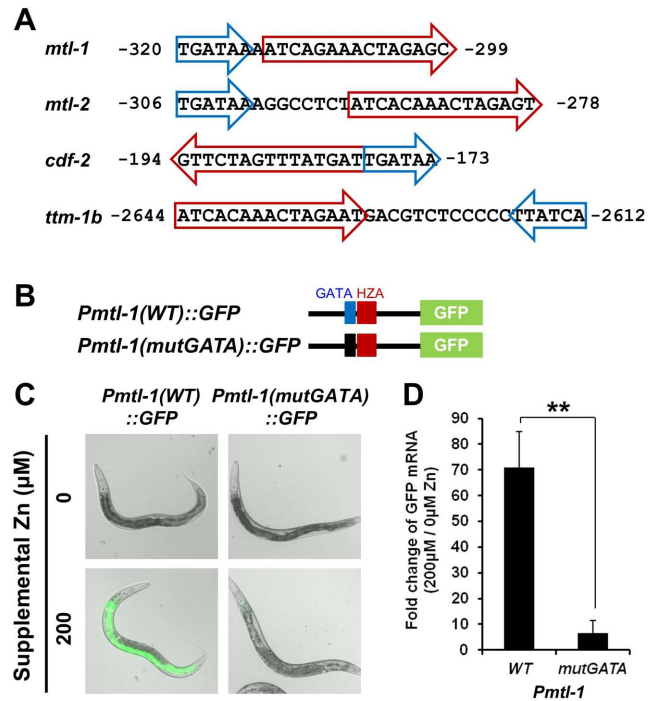 A
mtl-1 -320 TGATAAAATCAGAAACTAGAGC -299
mtl-2 -306 TGATAAAGGCCTCTATCACAAACTAGAGT -278
cdf-2 -194 GTTCTAGTTTATGATTGATAA -173
ttm-1b -2644 ATCACAAACTAGAATGACGTCTCCCCCTTATCA -2612
B
GATA HZA
Pmtl-1(WT)::GFP GFP
Pmtl-1(mutGATA)::GFP GFP
C
Pmtl-1(WT) Pmtl-1(mutGATA)
::GFP ::GFP
Supplemental Zn (μM)
0
200
D
Fold change of GFP mRNA
(200μM / 0μM Zn)
90
80
70
60
50
40
30
20
10
0
**
WT mutGATA
Pmtl-1